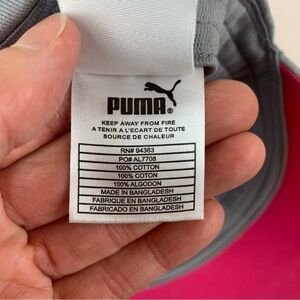 PUMA®
KEEP AWAY FROM FIRE
A TENIR A L'ECART DE TOUTE
SOURCE DE CHALEUR
RN# 94363
PO# AL7708
100% COTTON
100% COTON
100% ALGODON
MADE IN BANGLADESH
FABRIQUE EN BANGLADESH
FABRICADO EN BANGLADESH